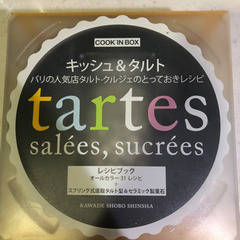 COOK IN BOX
キッシュ&タルト
パリの人気店タルト・クルジェのとっておきレシピ
tartes
salées, sucrées
レシピブック
オールカラー31レシピ
+
スプリング式底取タルト型&セラミック製重石
KAWADE SHOBO SHINSHA